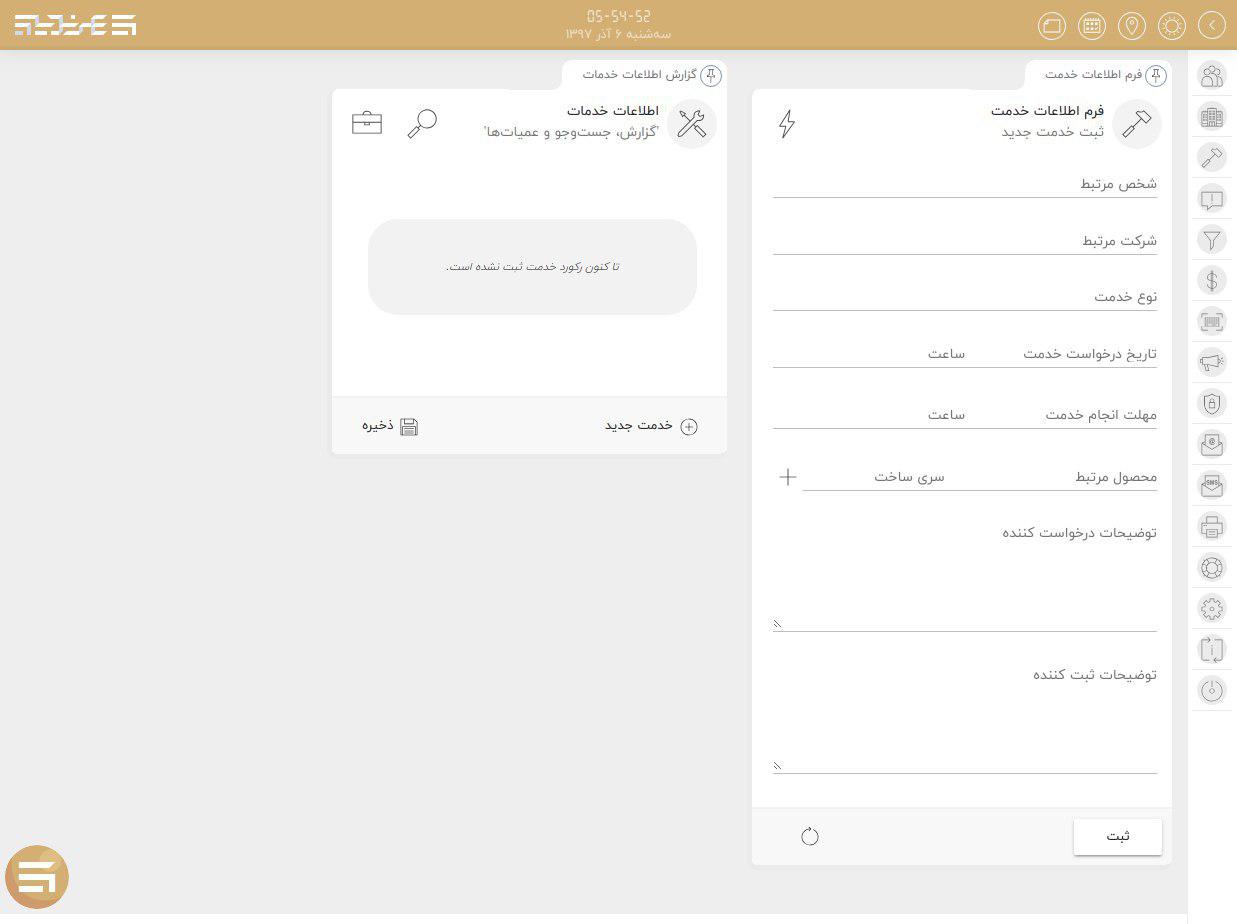 05-54-52
سه‌شنبه ۶ آذر ۱۳۹۷
فرم اطلاعات خدمت
فرم اطلاعات خدمت
ثبت خدمت جدید
شخص مرتبط
شرکت مرتبط
نوع خدمت
تاریخ درخواست خدمت ساعت
مهلت انجام خدمت ساعت
محصول مرتبط سری ساخت
توضیحات درخواست کننده
توضیحات ثبت کننده
ثبت
گزارش اطلاعات خدمات
اطلاعات خدمات
'گزارش، جست‌وجو و عمیات‌ها'
تا کنون رکورد خدمت ثبت نشده است.
خدمت جدید
ذخیره
@
SMS